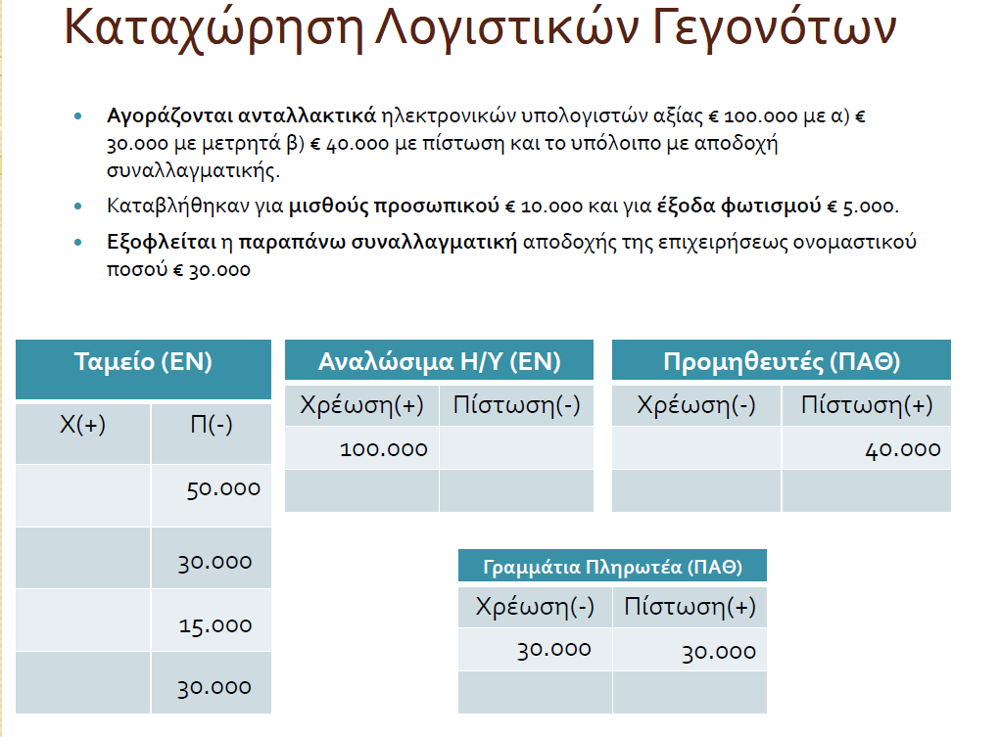 Καταχώρηση Λογιστικών Γεγονότων
• Αγοράζονται ανταλλακτικά ηλεκτρονικών υπολογιστών αξίας € 100.000 με α) €
30.000 με μετρητά β) € 40.000 με πίστωση και το υπόλοιπο με αποδοχή
συναλλαγματικής.
• Καταβλήθηκαν για μισθούς προσωπικού € 10.000 και για έξοδα φωτισμού € 5.000.
• Εξοφλείται η παραπάνω συναλλαγματική αποδοχής της επιχειρήσεως ονομαστικού
ποσού € 30.000
Ταμείο (ΕΝ)
Χ(+) Π(-)
50.000
30.000
15.000
30.000
Αναλώσιμα Η/Υ (ΕΝ)
Χρέωση(+) Πίστωση(-)
100.000
Προμηθευτές (ΠΑΘ)
Χρέωση(-) Πίστωση(+)
40.000
Γραμμάτια Πληρωτέα (ΠΑΘ)
Χρέωση(-) Πίστωση(+)
30.000 30.000